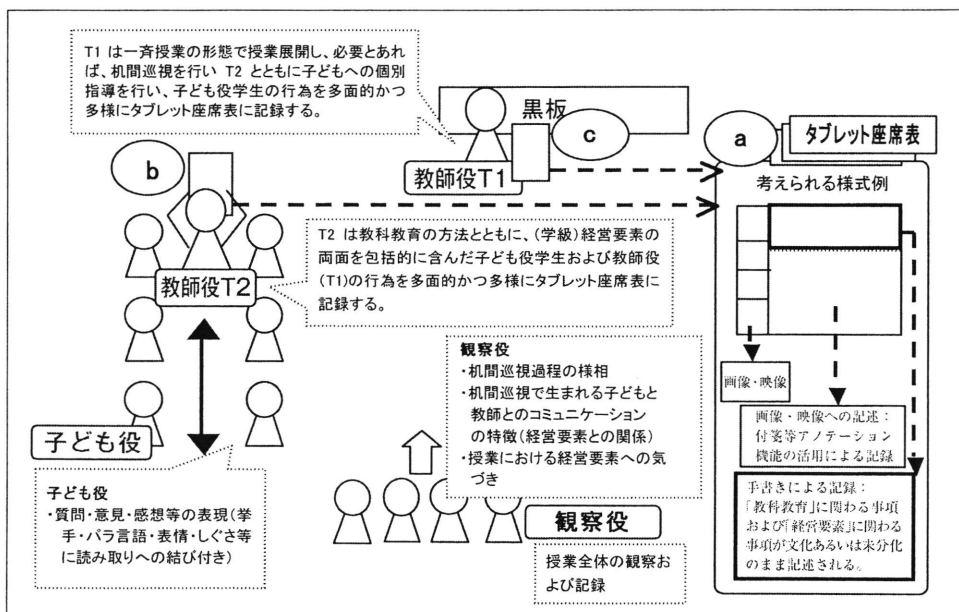 T1 は一斉授業の形態で授業展開し、必要とあれ
ば、机間巡視を行い T2 とともに子どもへの個別
指導を行い、子ども役学生の行為を多面的かつ
多様にタブレット座席表に記録する。
黒板
c
教師役T1
a
タブレット座席表
考えられる様式例
b
教師役T2
T2 は教科教育の方法とともに、(学級)経営要素の
両面を包括的に含んだ子ども役学生および教師役
(T1)の行為を多面的かつ多様にタブレット座席表に
記録する。
画像・映像
画像・映像への記述:
付箋等アノテーション
機能の活用による記録
手書きによる記録:
「教科教育」に関わる事項
および「経営要素」に関わる
事項が文化あるいは未分化
のまま記述される。
観察役
・机間巡視過程の様相
・机間巡視で生まれる子どもと
教師とのコミュニケーション
の特徴(経営要素との関係)
・授業における経営要素への気
づき
子ども役
子ども役
・質問・意見・感想等の表現(挙
手・パラ言語・表情・しぐさ等
に読み取りへの結び付き)
観察役
授業全体の観察お
よび記録